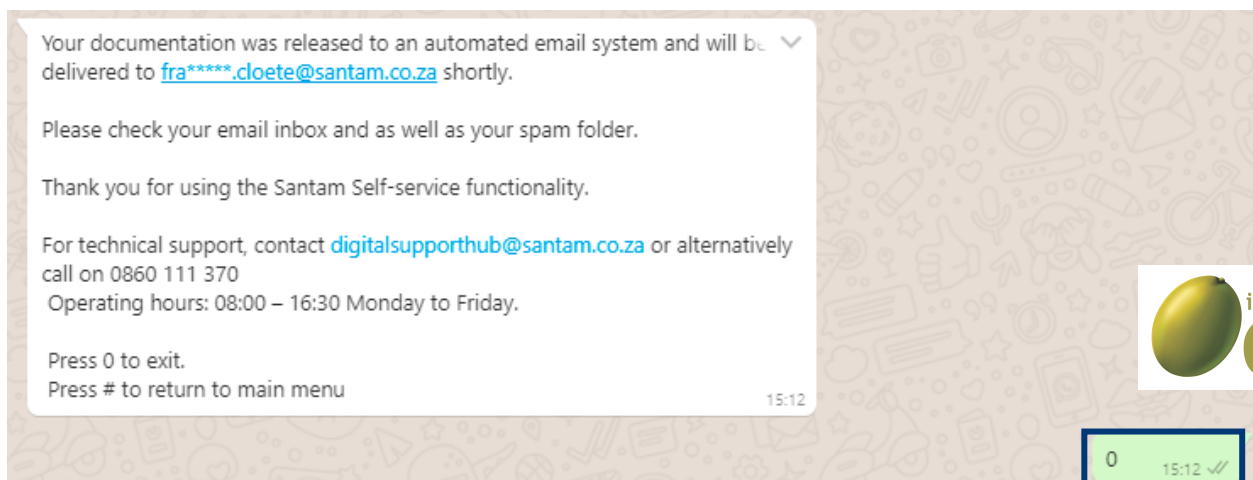 Your documentation was released to an automated email system and will be
delivered to fra*****.cloete@santam.co.za shortly.
Please check your email inbox and as well as your spam folder.
Thank you for using the Santam Self-service functionality.
For technical support, contact digitalsupporthub@santam.co.za or alternatively
call on 0860 111 370
Operating hours: 08:00 – 16:30 Monday to Friday.
Press 0 to exit.
Press # to return to main menu
15:12
0
15:12